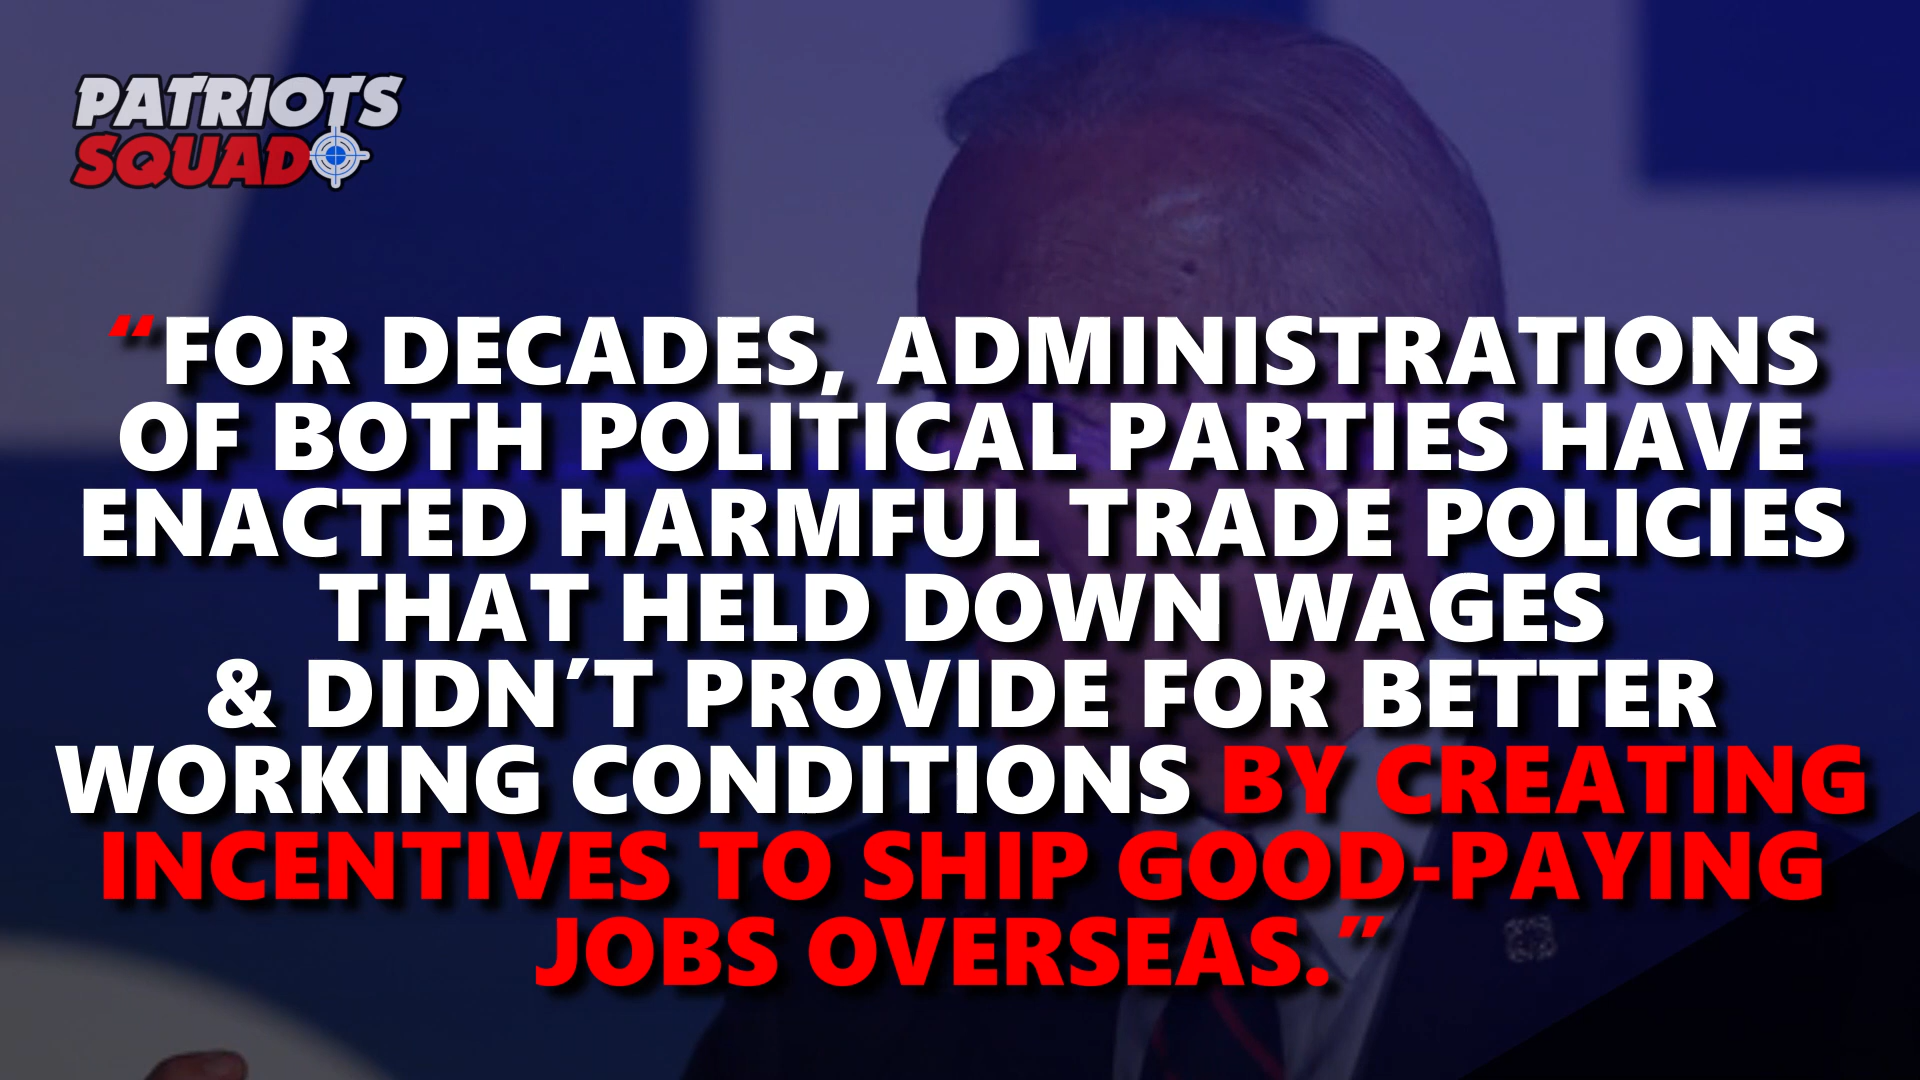 PATRIOTS
SQUAD
“FOR DECADES, ADMINISTRATIONS
OF BOTH POLITICAL PARTIES HAVE
ENACTED HARMFUL TRADE POLICIES
THAT HELD DOWN WAGES
& DIDN’T PROVIDE FOR BETTER
WORKING CONDITIONS BY CREATING
INCENTIVES TO SHIP GOOD-PAYING
JOBS OVERSEAS.”